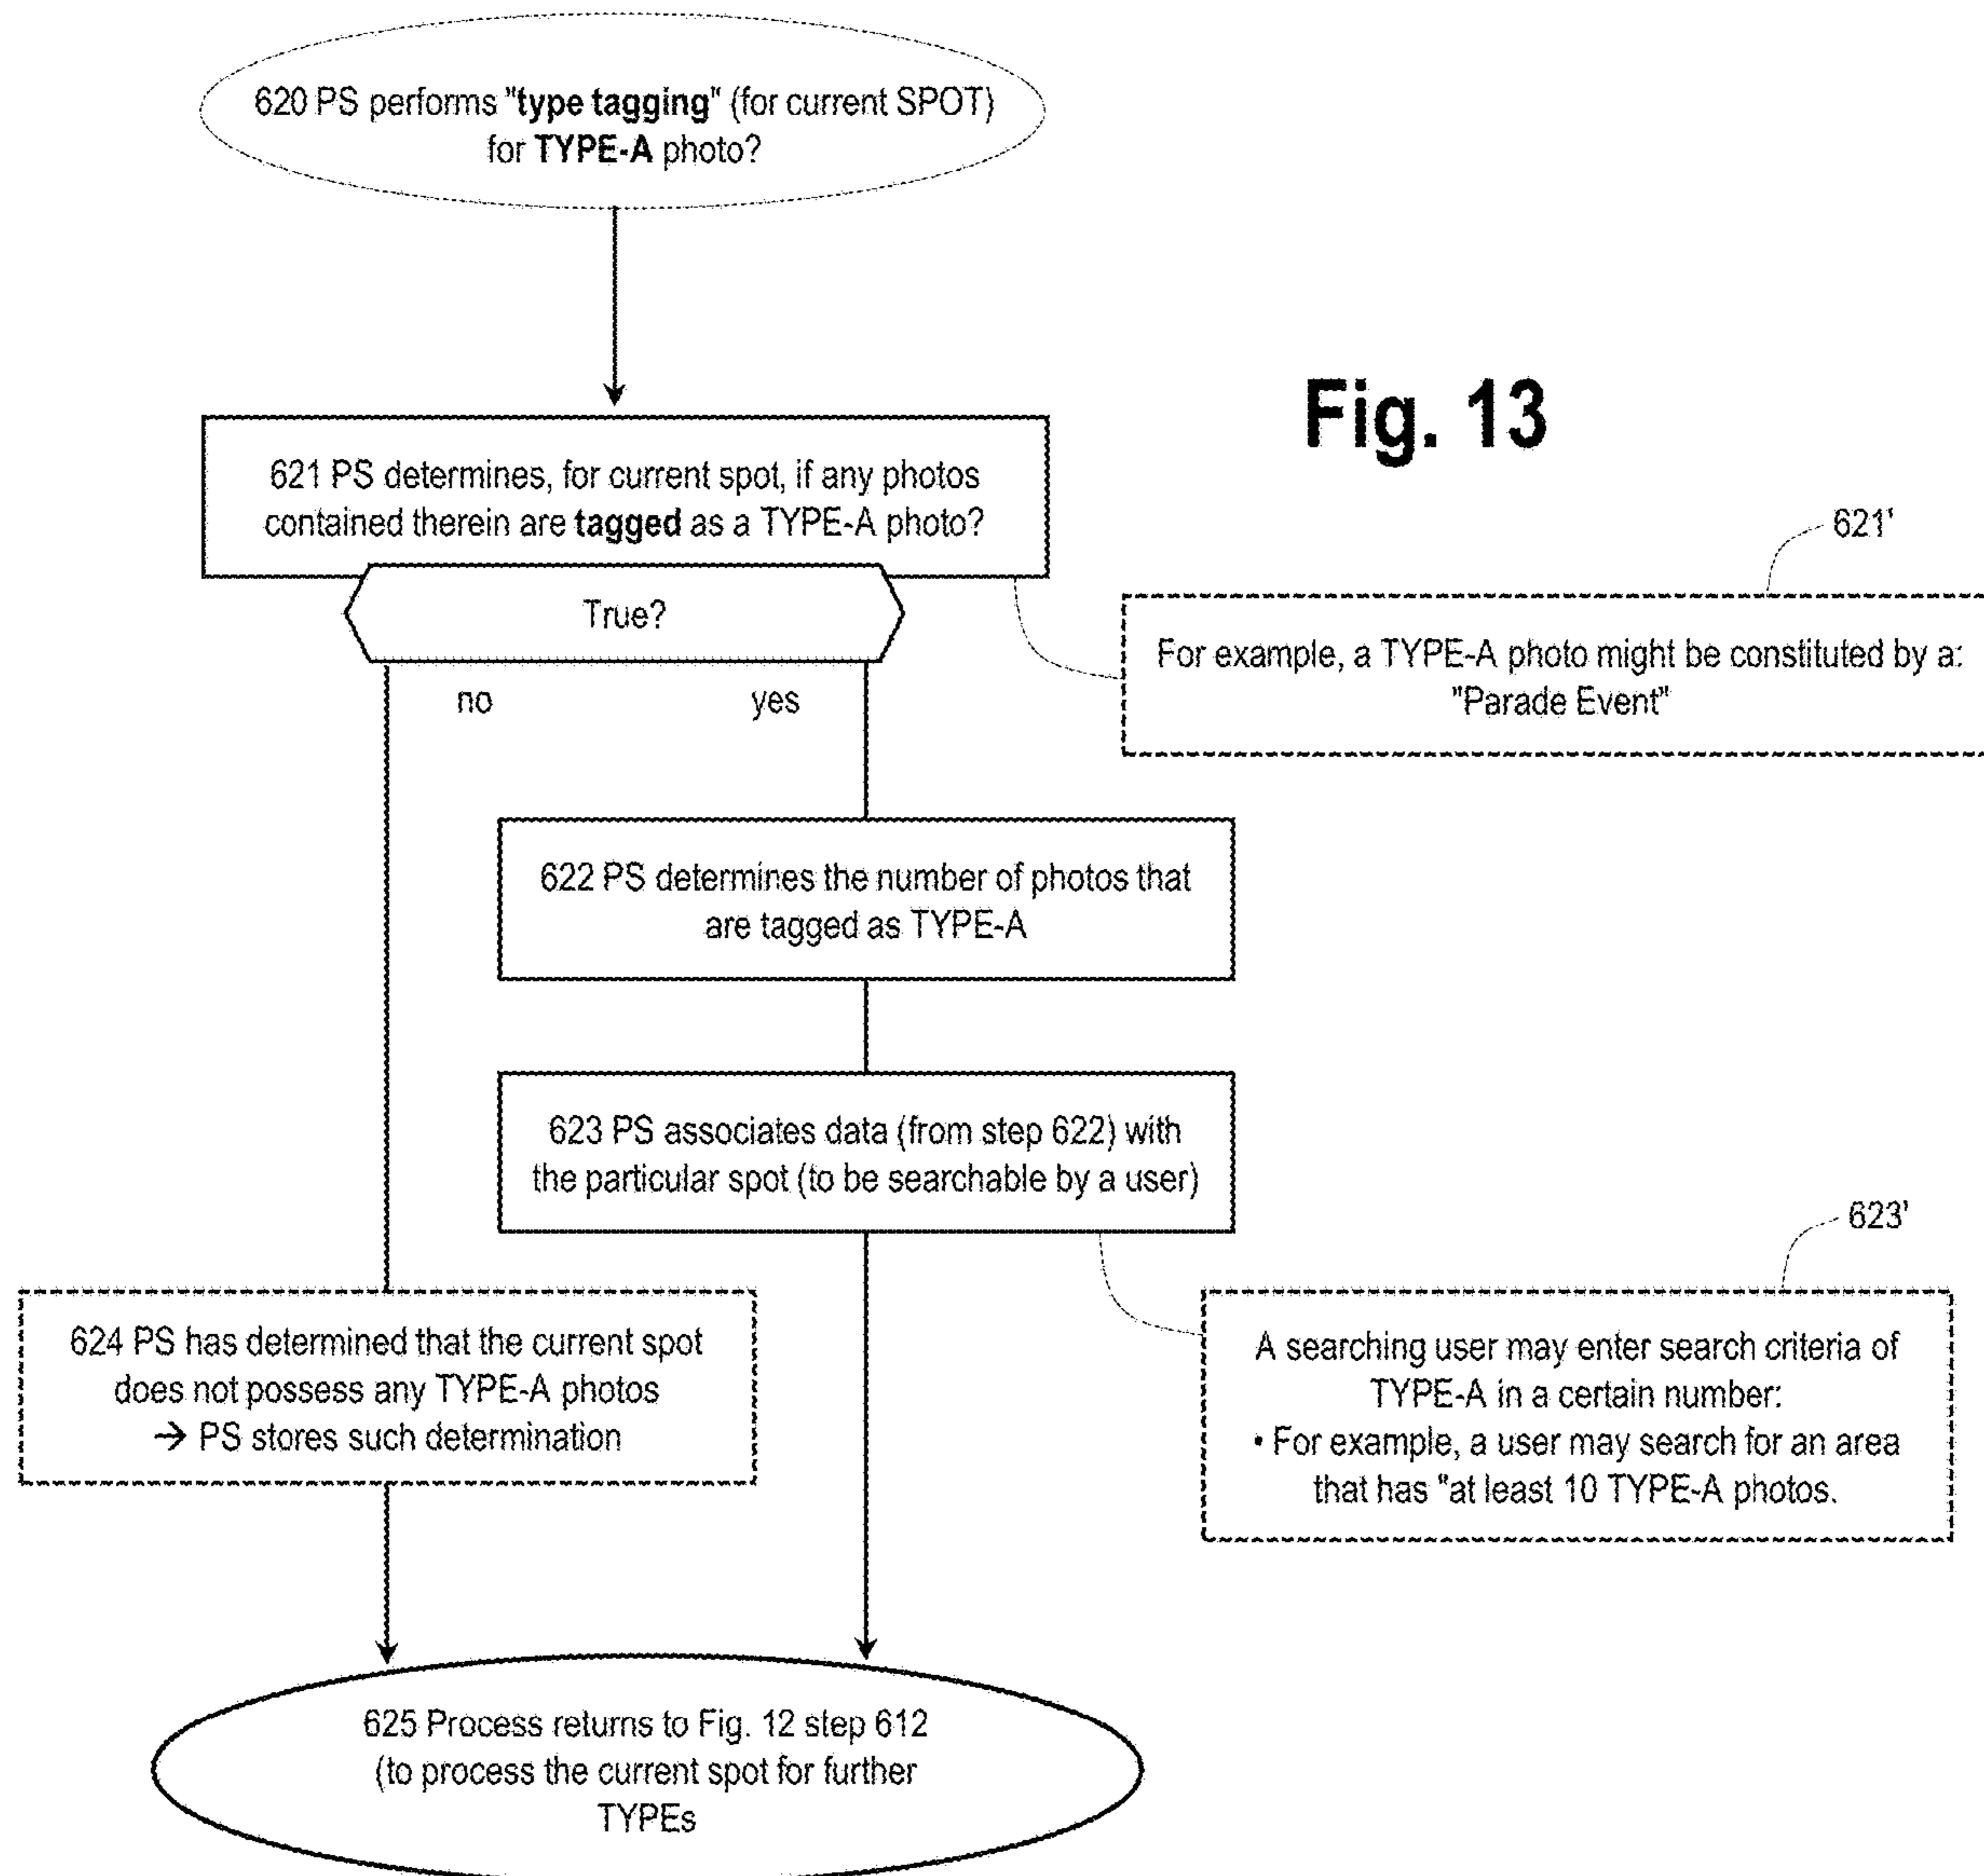 620 PS performs "type tagging" (for current SPOT)
for TYPE-A photo?
Fig. 13
621 PS determines, for current spot, if any photos
contained therein are tagged as a TYPE-A photo?
621'
True?
For example, a TYPE-A photo might be constituted by a:
"Parade Event"
no
yes
622 PS determines the number of photos that
are tagged as TYPE-A
623 PS associates data (from step 622) with
the particular spot (to be searchable by a user)
623'
624 PS has determined that the current spot
does not possess any TYPE-A photos
→ PS stores such determination
A searching user may enter search criteria of
TYPE-A in a certain number:
• For example, a user may search for an area
that has "at least 10 TYPE-A photos.
625 Process returns to Fig. 12 step 612
(to process the current spot for further
TYPEs